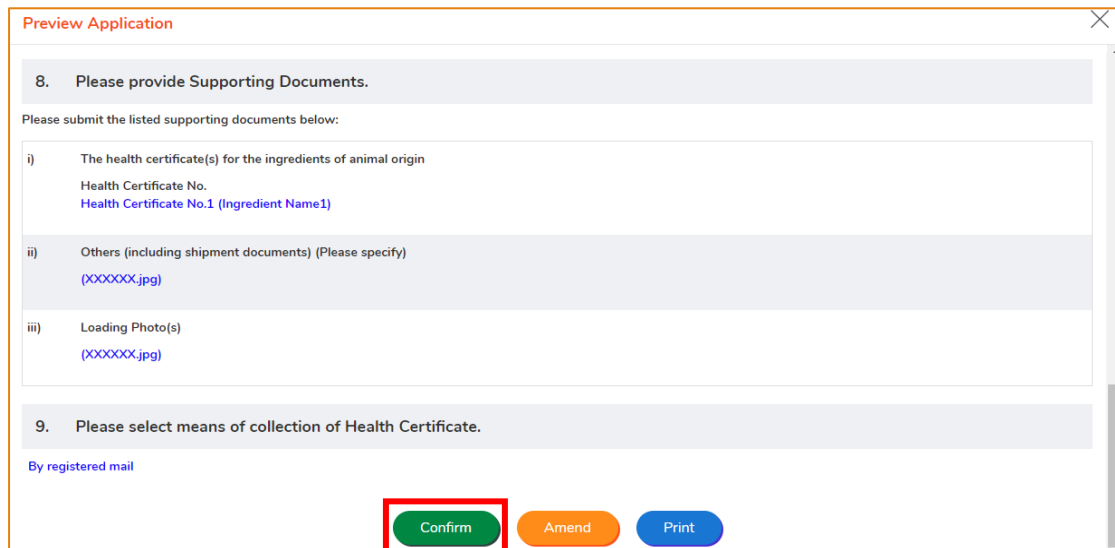 Preview Application
8. Please provide Supporting Documents.
Please submit the listed supporting documents below:
i) The health certificate(s) for the ingredients of animal origin
Health Certificate No.
Health Certificate No.1 (Ingredient Name1)
ii) Others (including shipment documents) (Please specify)
(XXXXXX.jpg)
iii) Loading Photo(s)
(XXXXXX.jpg)
9. Please select means of collection of Health Certificate.
By registered mail
Confirm Amend Print